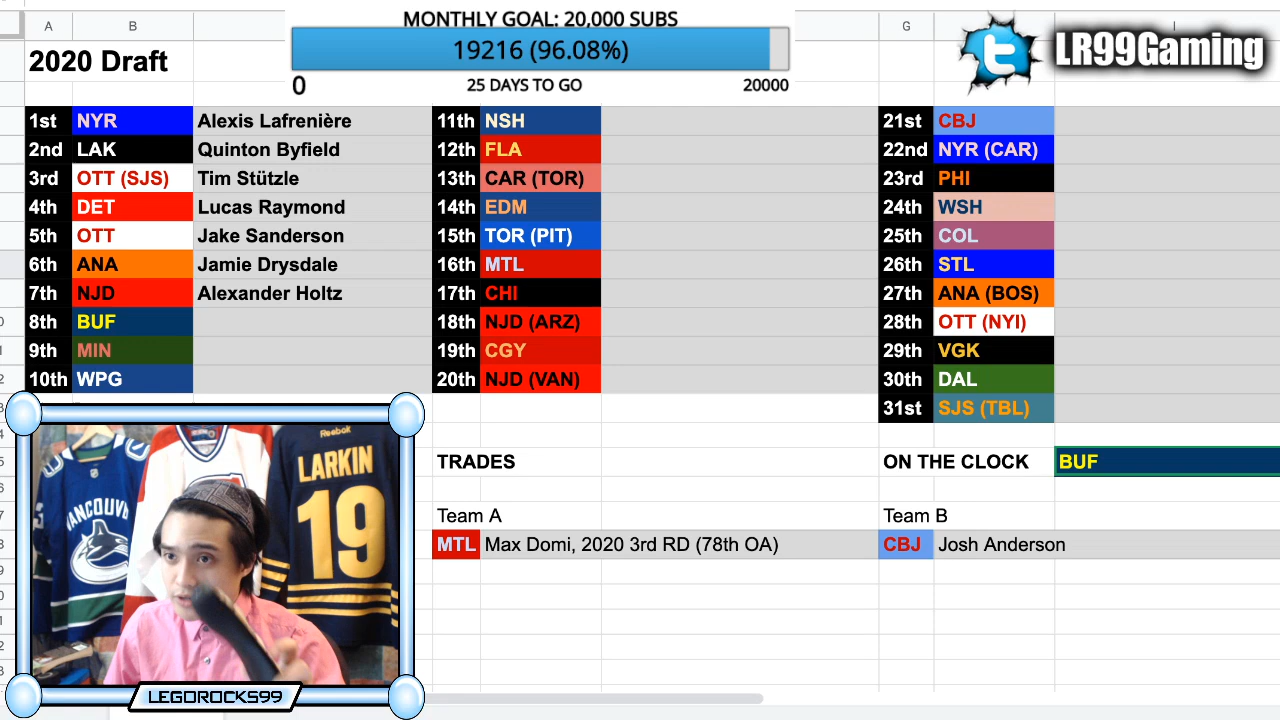 MONTHLY GOAL: 20,000 SUBS
19216 (96.08%)
0 25 DAYS TO GO 20000
LR99Gaming
A B G I
2020 Draft
1st NYR Alexis Lafrenière
2nd LAK Quinton Byfield
3rd OTT (SJS) Tim Stützle
4th DET Lucas Raymond
5th OTT Jake Sanderson
6th ANA Jamie Drysdale
7th NJD Alexander Holtz
8th BUF
9th MIN
10th WPG
11th NSH
12th FLA
13th CAR (TOR)
14th EDM
15th TOR (PIT)
16th MTL
17th CHI
18th NJD (ARZ)
19th CGY
20th NJD (VAN)
21st CBJ
22nd NYR (CAR)
23rd PHI
24th WSH
25th COL
26th STL
27th ANA (BOS)
28th OTT (NYI)
29th VGK
30th DAL
31st SJS (TBL)
TRADES
ON THE CLOCK BUF
Team A
Team B
MTL Max Domi, 2020 3rd RD (78th OA)
CBJ Josh Anderson
Reebok
LARKIN
19
VANCOUVE
LEGOROCKS99